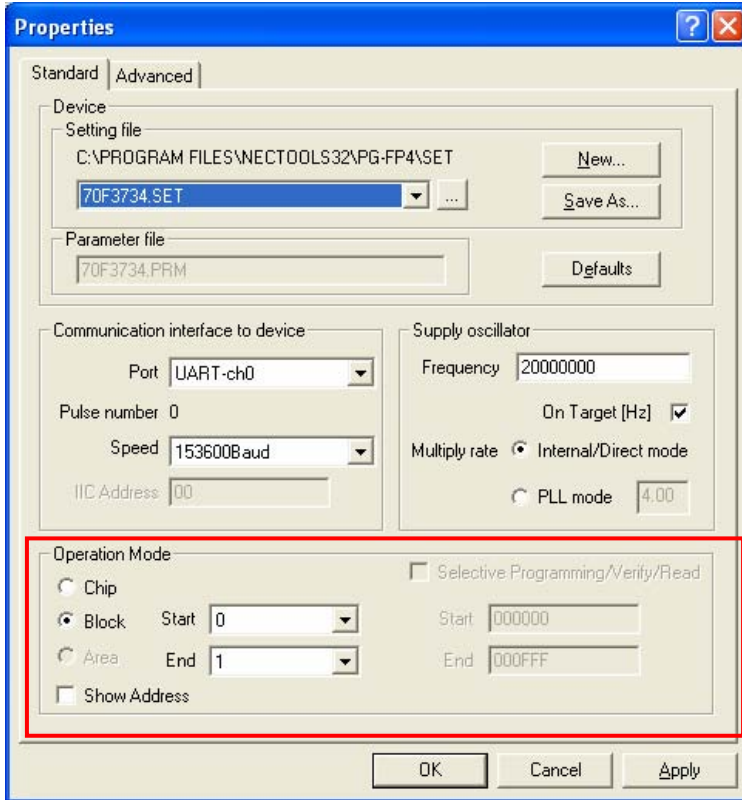 Properties
Standard
Advanced
Device
Setting file
C:\PROGRAM FILES\NECTOOLS32\PG-FP4\SET
New...
70F3734.SET
...
Save As...
Parameter file
70F3734.PRM
Defaults
Communication interface to device
Port UART-ch0
Pulse number 0
Speed 153600Baud
IIC Address 00
Supply oscillator
Frequency 20000000
On Target [Hz]
Multiply rate Internal/Direct mode
PLL mode 4.00
Operation Mode
Chip
Block Start 0
Area End 1
Show Address
Selective Programming/Verify/Read
Start 000000
End 000FFF
OK
Cancel
Apply